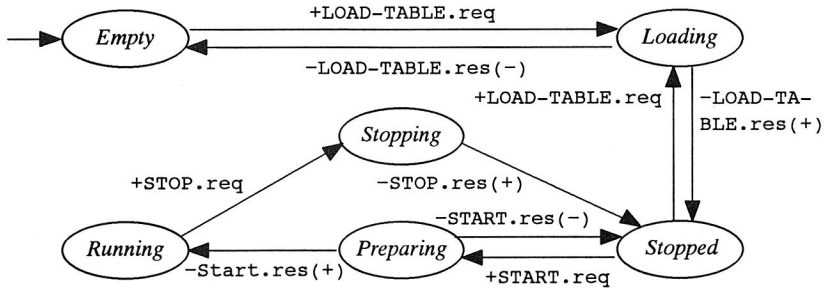 +LOAD-TABLE.req
Empty
Loading
-LOAD-TABLE.res(-)
+LOAD-TABLE.req
-LOAD-TA-
BLE.res(+)
Stopping
+STOP.req
-STOP.res(+)
-START.res(-)
Running
Preparing
Stopped
-Start.res(+)
+START.req